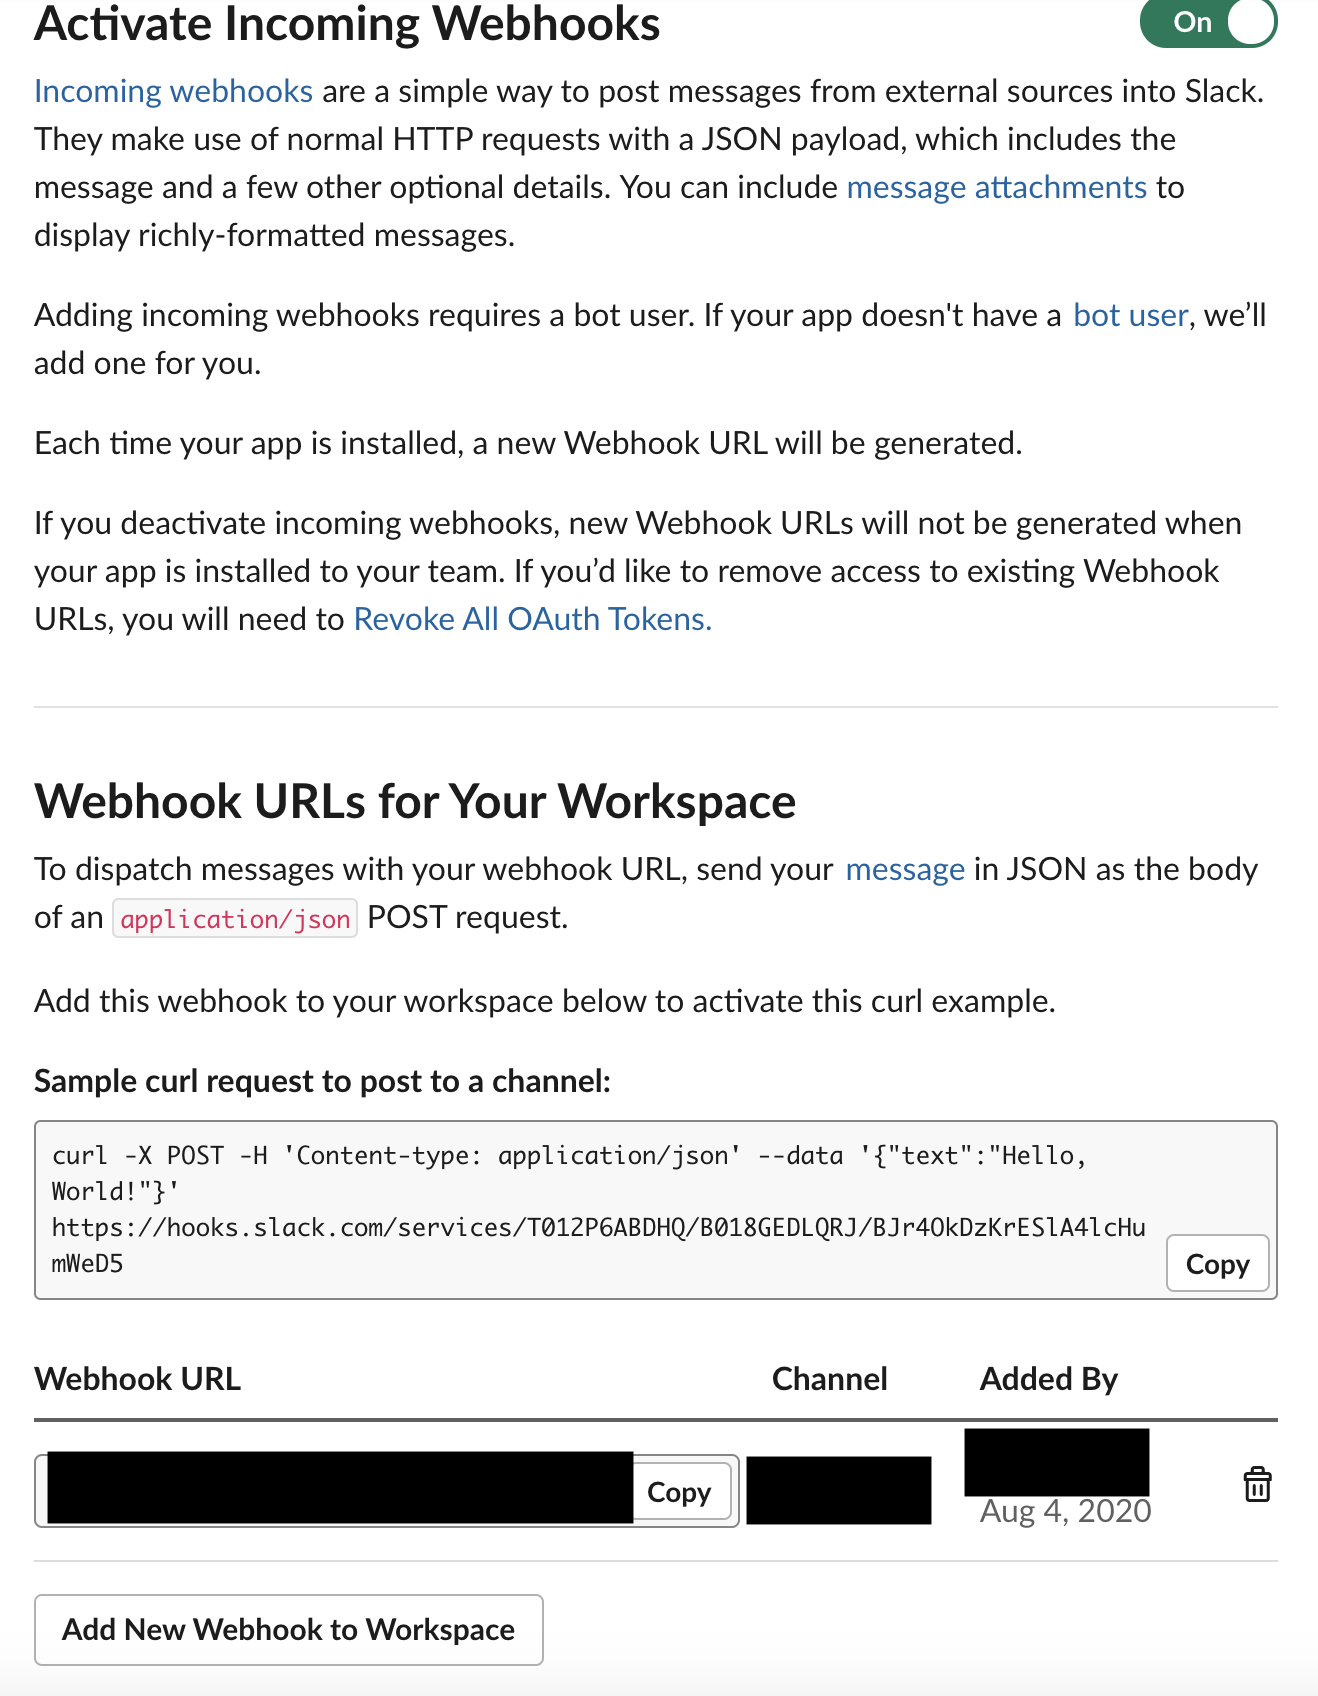 Activate Incoming Webhooks
On
Incoming webhooks are a simple way to post messages from external sources into Slack.
They make use of normal HTTP requests with a JSON payload, which includes the
message and a few other optional details. You can include message attachments to
display richly-formatted messages.
Adding incoming webhooks requires a bot user. If your app doesn't have a bot user, we’ll
add one for you.
Each time your app is installed, a new Webhook URL will be generated.
If you deactivate incoming webhooks, new Webhook URLs will not be generated when
your app is installed to your team. If you’d like to remove access to existing Webhook
URLs, you will need to Revoke All OAuth Tokens.
Webhook URLs for Your Workspace
To dispatch messages with your webhook URL, send your message in JSON as the body
of an application/json POST request.
Add this webhook to your workspace below to activate this curl example.
Sample curl request to post to a channel:
curl -X POST -H 'Content-type: application/json' --data '{"text":"Hello,
World!"}'
https://hooks.slack.com/services/T012P6ABDHQ/B018GEDLQRJ/BJr4OkDzKrESlA4lcHu
mWeD5
Copy
Webhook URL Channel Added By
Copy
Aug 4, 2020
Add New Webhook to Workspace